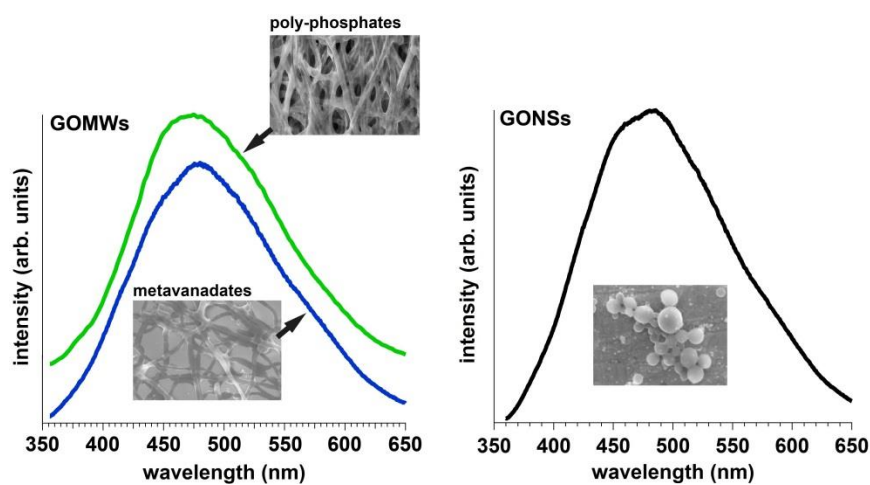 poly-phosphates
GOMWs
metavanadates
intensity (arb. units)
350 400 450 500 550 600 650
wavelength (nm)
GONSs
intensity (arb. units)
350 400 450 500 550 600 650
wavelength (nm)